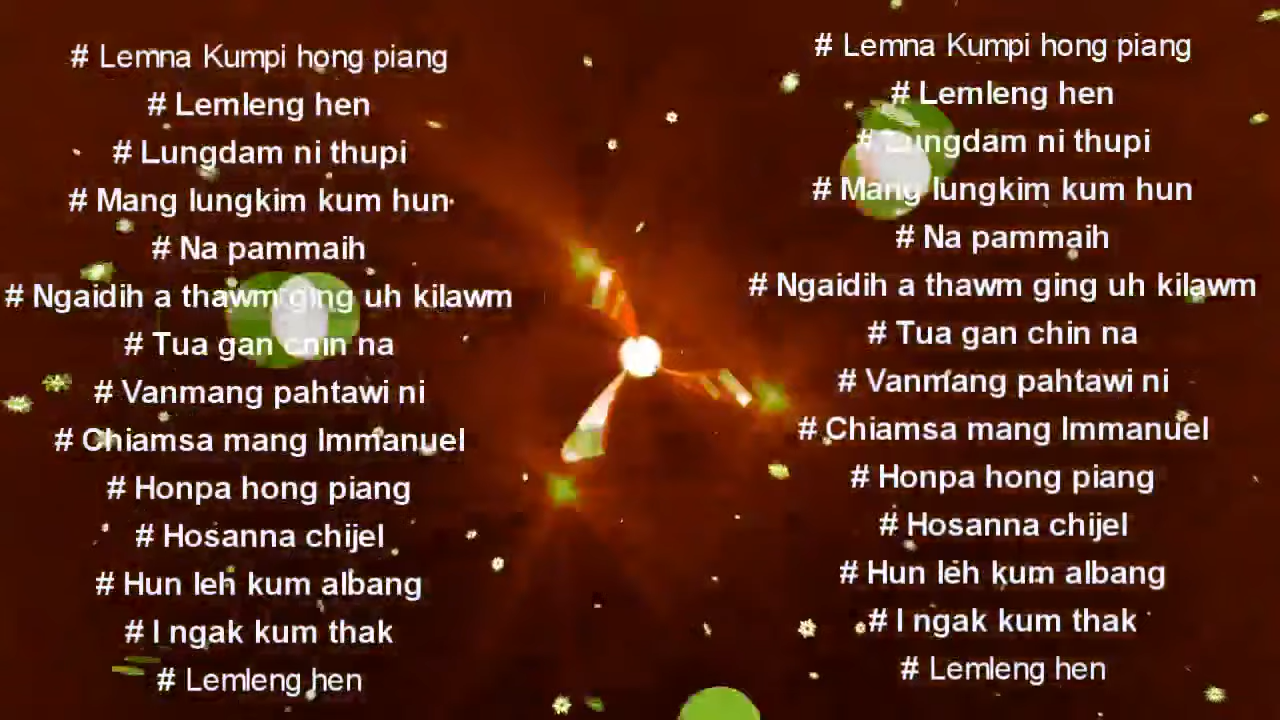 # Lemna Kumpi hong piang
# Lemleng hen
# Lungdam ni thupi
# Mang lungkim kum hun
# Na pammaih
# Ngaidih a thawm ging uh kilawm
# Tua gan chin na
# Vanmang pahtawi ni
# Chiamsa mang Immanuel
# Honpa hong piang
# Hosanna chijel
# Hun leh kum albang
# I ngak kum thak
# Lemleng hen
# Lemna Kumpi hong piang
# Lemleng hen
# Lungdam ni thupi
# Mang lungkim kum hun
# Na pammaih
# Ngaidih a thawm ging uh kilawm
# Tua gan chin na
# Vanmang pahtawi ni
# Chiamsa mang Immanuel
# Honpa hong piang
# Hosanna chijel
# Hun leh kum albang
# I ngak kum thak
# Lemleng hen